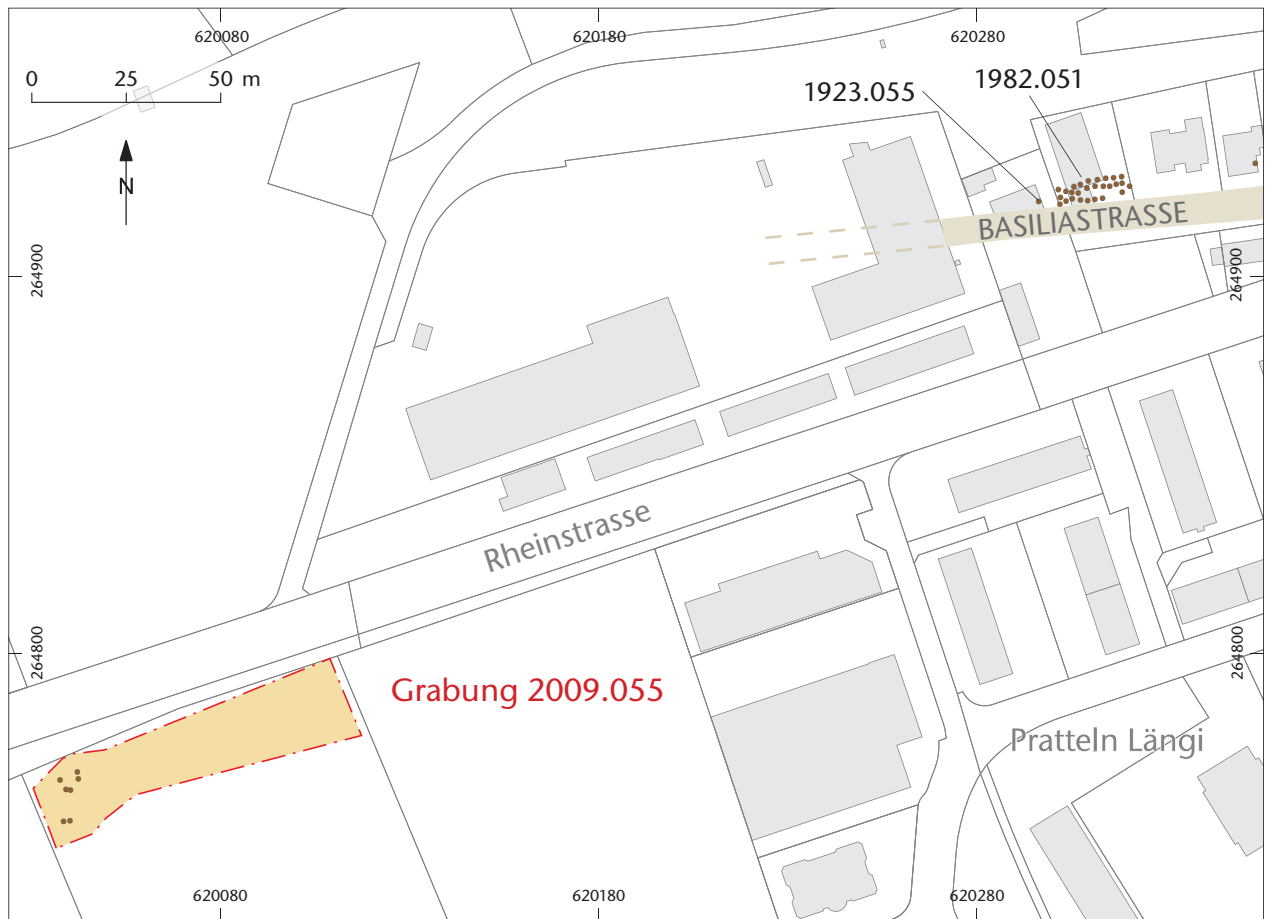 620080
620180
620280
0 25 50 m
1923.055
1982.051
N
BASILIASTRASSE
264900
264900
Rheinstrasse
264800
264800
Grabung 2009.055
Pratteln Längi
620080
620180
620280